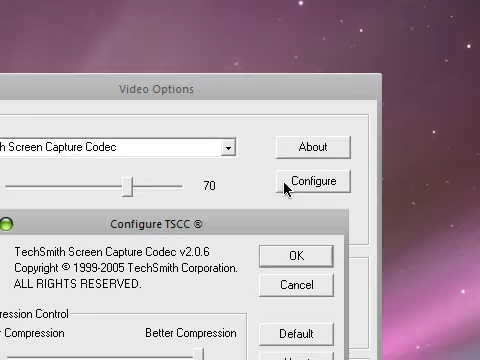 Video Options
h Screen Capture Codec
About
70
Configure
Configure TSCC ®
TechSmith Screen Capture Codec v2.0.6
Copyright © 1999-2005 TechSmith Corporation.
ALL RIGHTS RESERVED.
OK
Cancel
ression Control
r Compression
Better Compression
Default